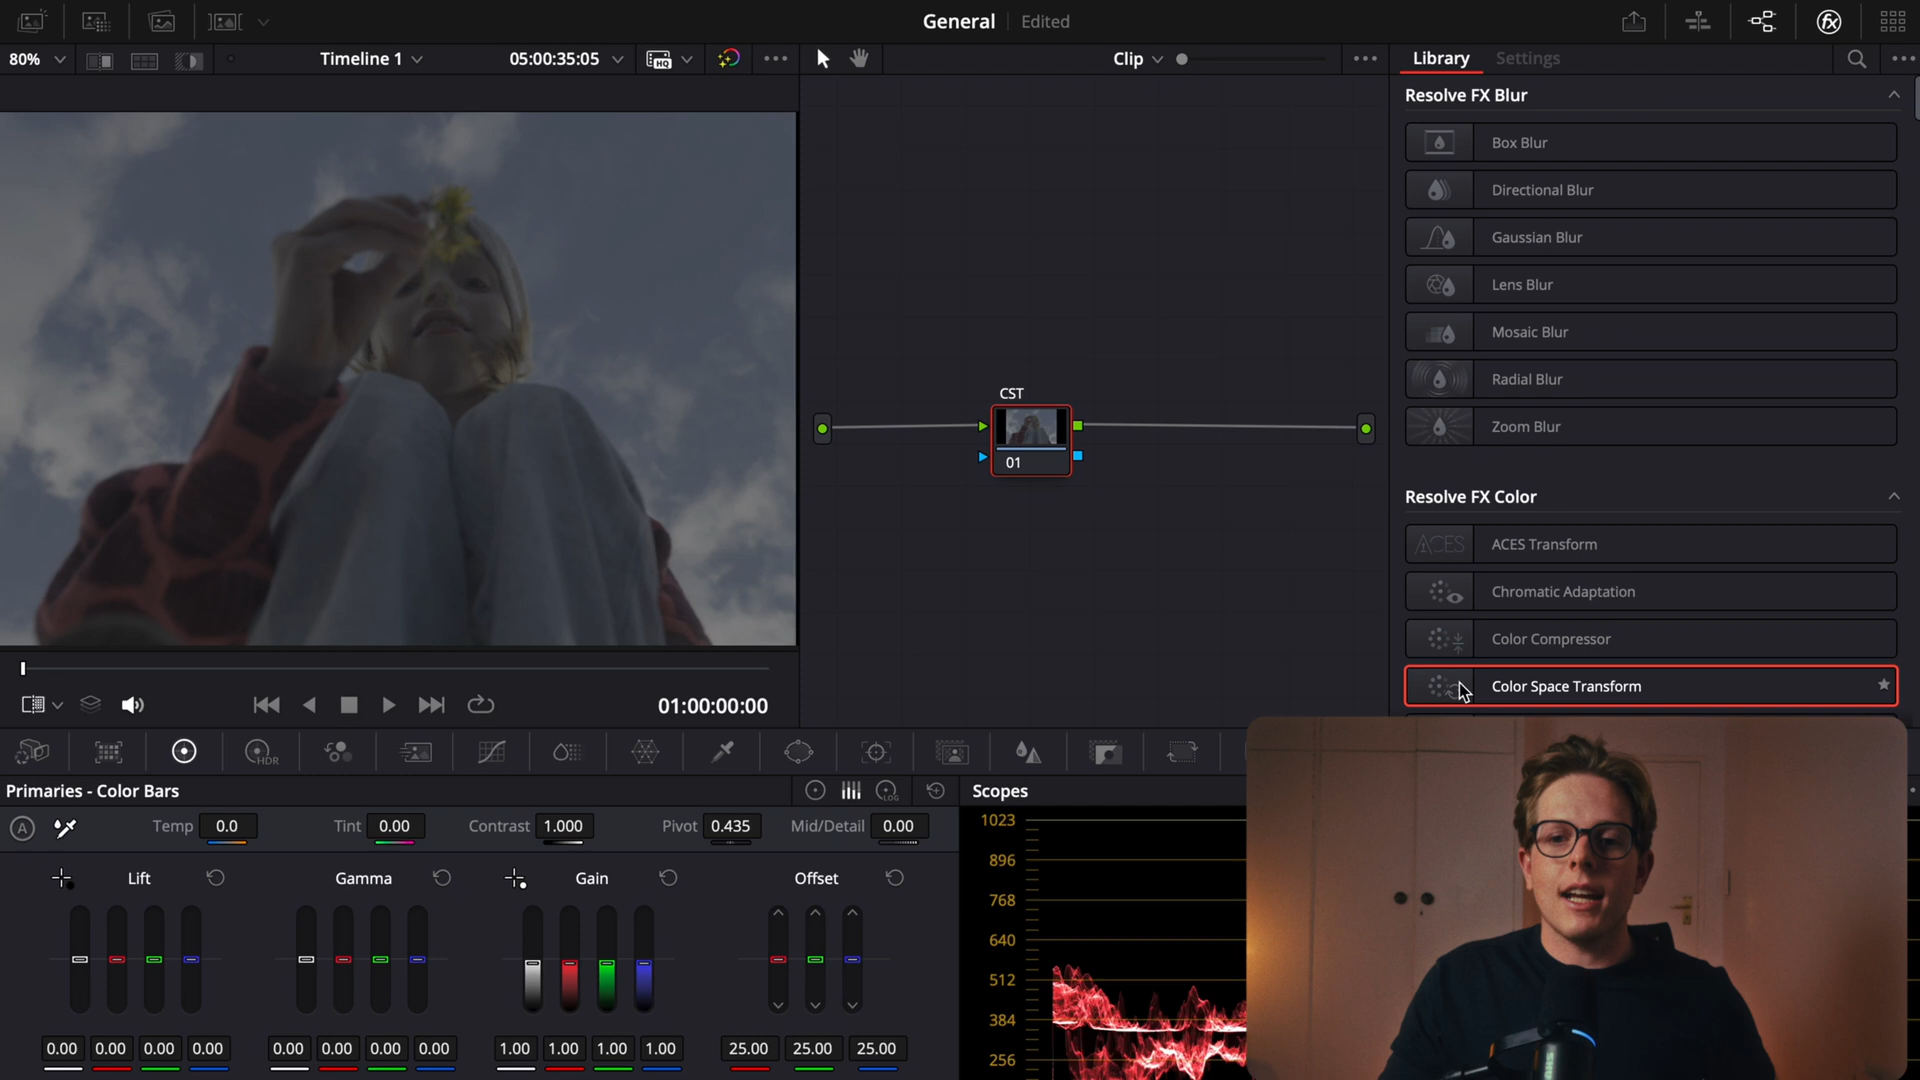 General
Edited
80%
Timeline 1
05:00:35:05
HQ
Clip
Library
Settings
Resolve FX Blur
Box Blur
Directional Blur
Gaussian Blur
Lens Blur
Mosaic Blur
Radial Blur
Zoom Blur
Resolve FX Color
ACES
ACES Transform
Chromatic Adaptation
Color Compressor
Color Space Transform
CST
01
01:00:00:00
HDR
Primaries - Color Bars
LOG
Scopes
A
Temp 0.0
Tint 0.00
Contrast 1.000
Pivot 0.435
Mid/Detail 0.00
Lift
Gamma
Gain
Offset
0.00 0.00 0.00 0.00
0.00 0.00 0.00 0.00
1.00 1.00 1.00 1.00
25.00 25.00 25.00
1023
896
768
640
512
384
256